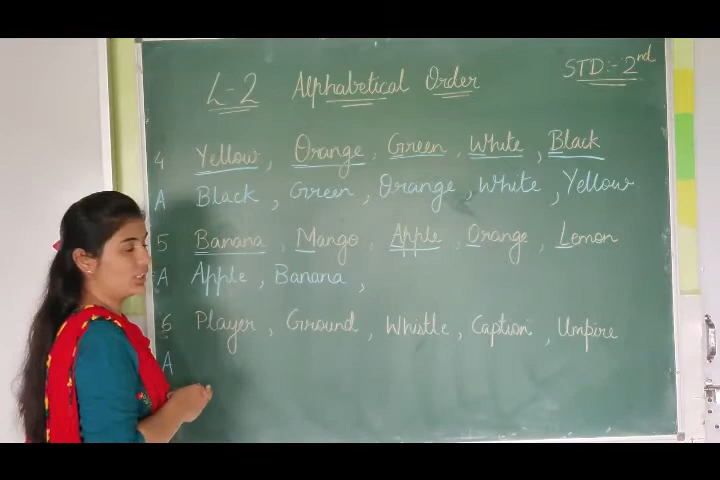 L-2 Alphabetical Order STD:- 2nd
4 Yellow, Orange, Green, White, Black
A Black, Green, Orange, White, Yellow
5 Banana, Mango, Apple, Orange, Lemon
A Apple, Banana,
6 Player, Ground, Whistle, Caption, Umpire
A